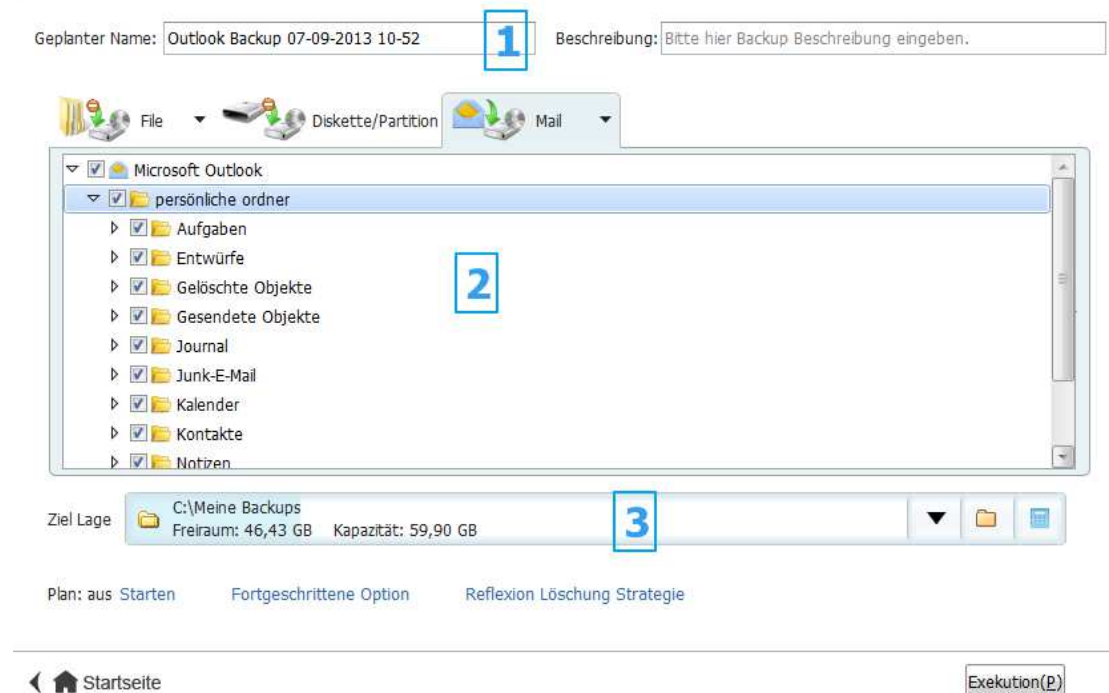 Geplanter Name: Outlook Backup 07-09-2013 10-52 1 Beschreibung: Bitte hier Backup Beschreibung eingeben.
File Diskette/Partition Mail
Microsoft Outlook
persönliche ordner
Aufgaben
Entwürfe
Gelöschte Objekte
2
Gesendete Objekte
Journal
Junk-E-Mail
Kalender
Kontakte
Notizen
Ziel Lage
C:\Meine Backups
Freiraum: 46,43 GB Kapazität: 59,90 GB
3
Plan: aus Starten Fortgeschrittene Option Reflexion Löschung Strategie
Startseite Exekution(P)